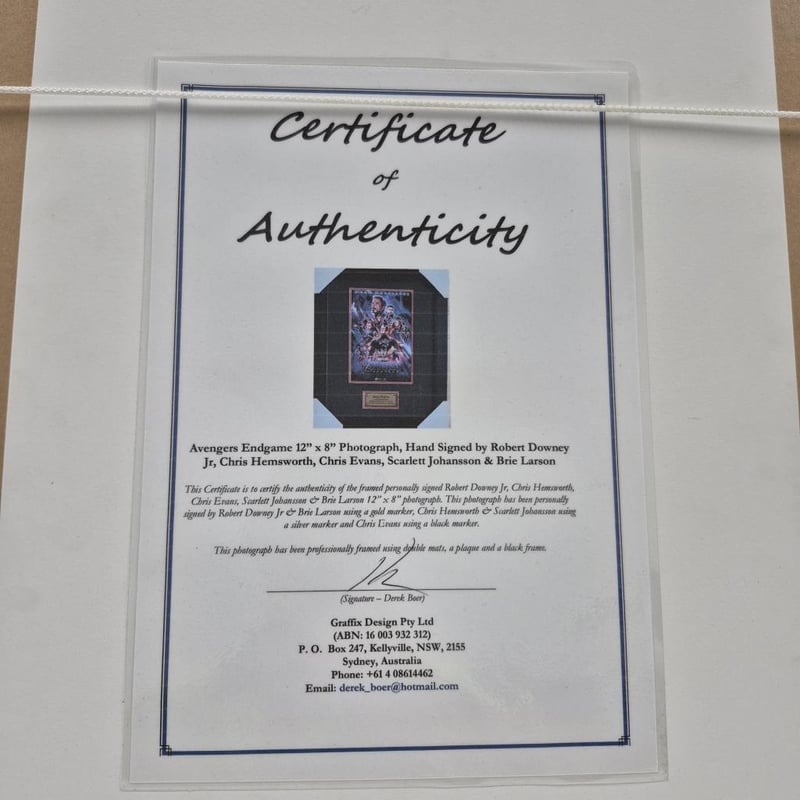 Certificate
of
Authenticity
Avengers Endgame 12” x 8” Photograph, Hand Signed by Robert Downey
Jr, Chris Hemsworth, Chris Evans, Scarlett Johansson & Brie Larson
This Certificate is to certify the authenticity of the framed personally signed Robert Downey Jr, Chris Hemsworth,
Chris Evans, Scarlett Johansson & Brie Larson 12” x 8” photograph. This photograph has been personally
signed by Robert Downey Jr & Brie Larson using a gold marker, Chris Hemsworth & Scarlett Johansson using
a silver marker and Chris Evans using a black marker.
This photograph has been professionally framed using double mats, a plaque and a black frame.
(Signature – Derek Boer)
Graffix Design Pty Ltd
(ABN: 16 003 932 312)
P. O. Box 247, Kellyville, NSW, 2155
Sydney, Australia
Phone: +61 4 08614462
Email: derek_boer@hotmail.com